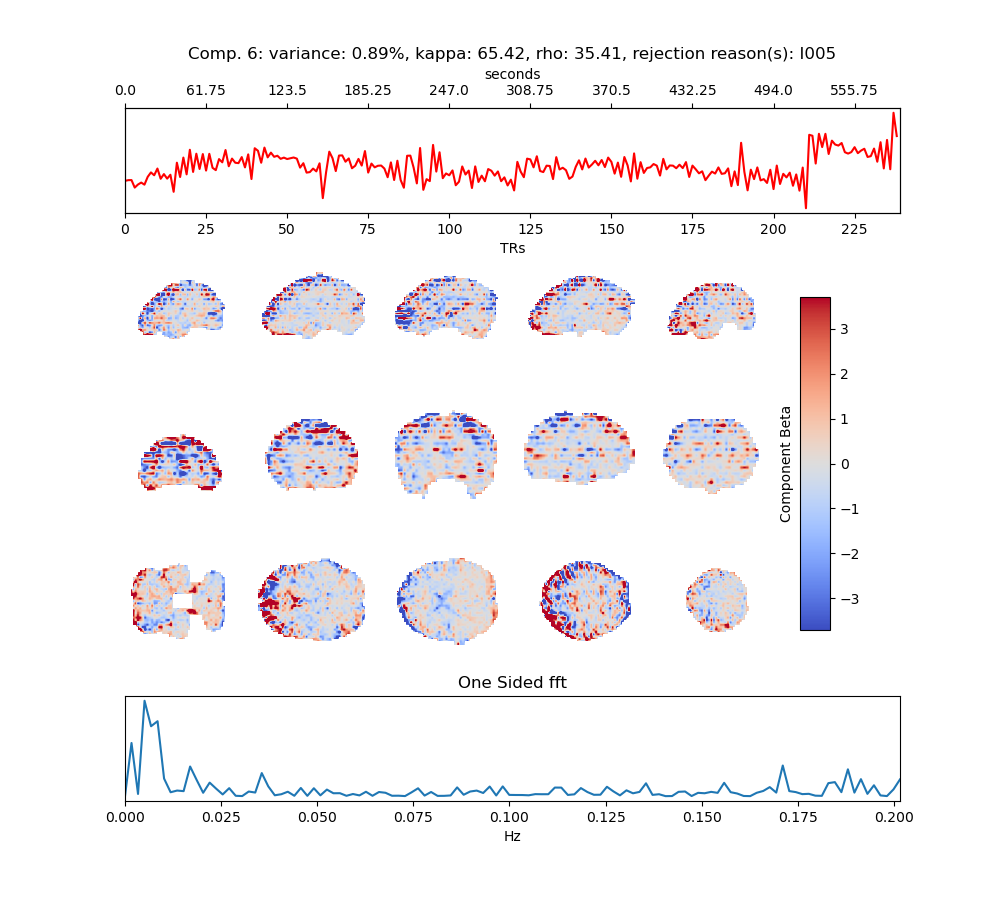 Comp. 6: variance: 0.89%, kappa: 65.42, rho: 35.41, rejection reason(s): I005
seconds
0.0 61.75 123.5 185.25 247.0 308.75 370.5 432.25 494.0 555.75
0 25 50 75 100 125 150 175 200 225
TRs
3
2
1
0
−1
−2
−3
Component Beta
One Sided fft
0.000 0.025 0.050 0.075 0.100 0.125 0.150 0.175 0.200
Hz